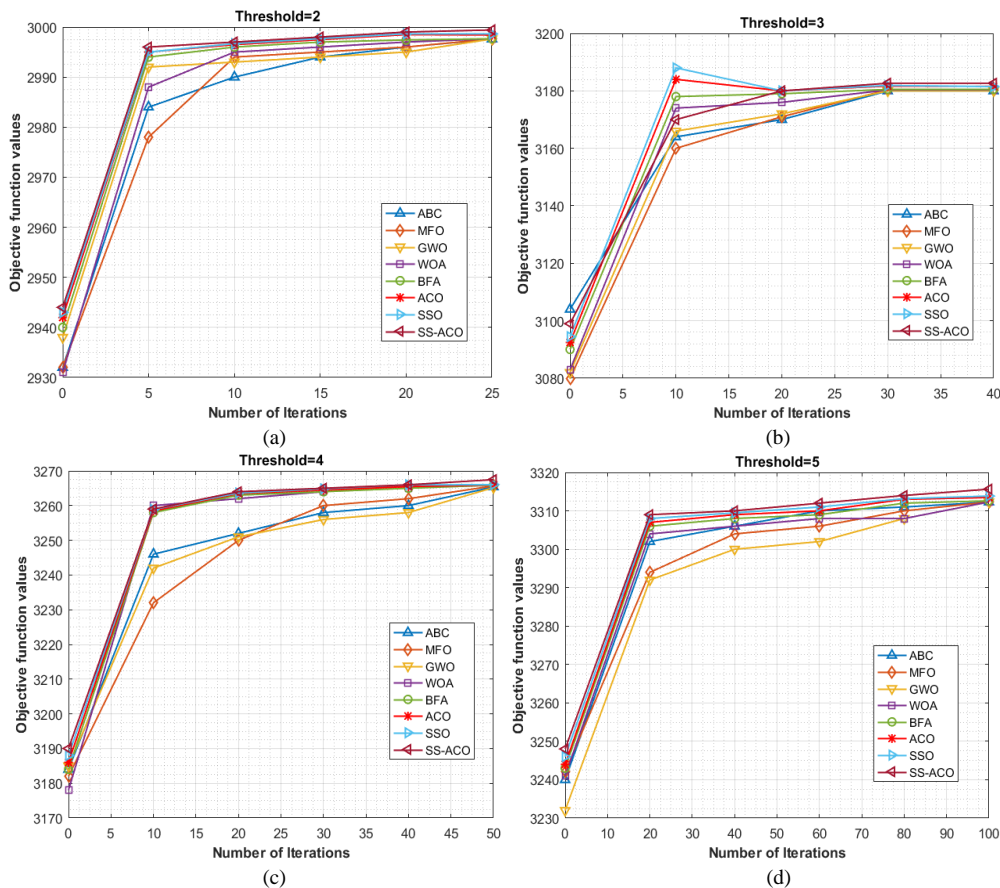 Threshold=2
Objective function values
3000
2990
2980
2970
2960
2950
2940
2930
0
5
10
15
20
25
Number of Iterations
ABC
MFO
GWO
WOA
BFA
ACO
SSO
SS-ACO
(a)
Threshold=3
Objective function values
3200
3180
3160
3140
3120
3100
3080
0
5
10
15
20
25
30
35
40
Number of Iterations
ABC
MFO
GWO
WOA
BFA
ACO
SSO
SS-ACO
(b)
Threshold=4
Objective function values
3270
3260
3250
3240
3230
3220
3210
3200
3190
3180
3170
0
5
10
15
20
25
30
35
40
45
50
Number of Iterations
ABC
MFO
GWO
WOA
BFA
ACO
SSO
SS-ACO
(c)
Threshold=5
Objective function values
3320
3310
3300
3290
3280
3270
3260
3250
3240
3230
0
10
20
30
40
50
60
70
80
90
100
Number of Iterations
ABC
MFO
GWO
WOA
BFA
ACO
SSO
SS-ACO
(d)